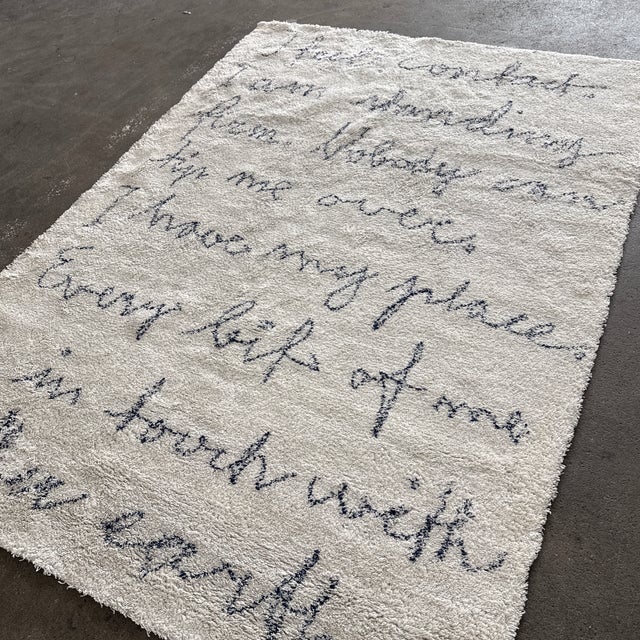 I feel contact.
I am standing
firm. Nobody can
tip me over.
I have my place.
Every bit of me
in touch with
the earth